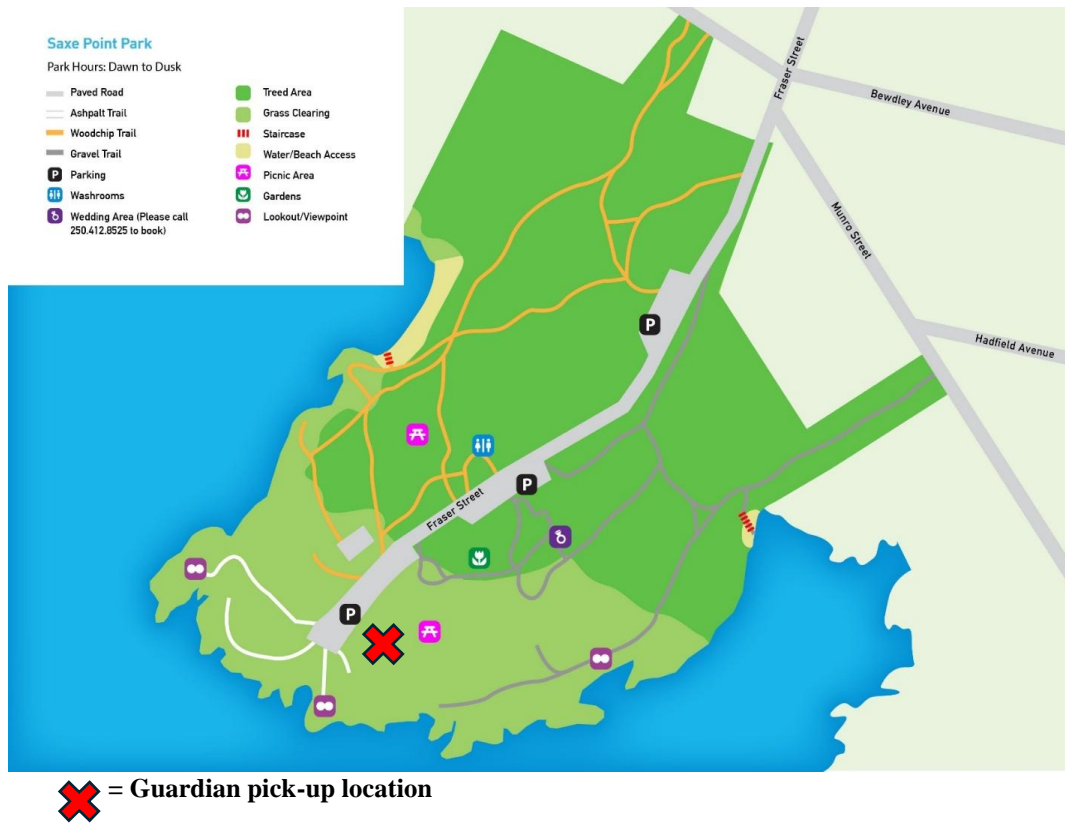 Saxe Point Park
Park Hours: Dawn to Dusk
Paved Road
Ashpalt Trail
Woodchip Trail
Gravel Trail
P Parking
Washrooms
Wedding Area (Please call
250.412.8525 to book)
Treed Area
Grass Clearing
Staircase
Water/Beach Access
Picnic Area
Gardens
Lookout/Viewpoint
Fraser Street
Bewdley Avenue
Munro Street
Hadfield Avenue
P
Fraser Street
P
P
= Guardian pick-up location